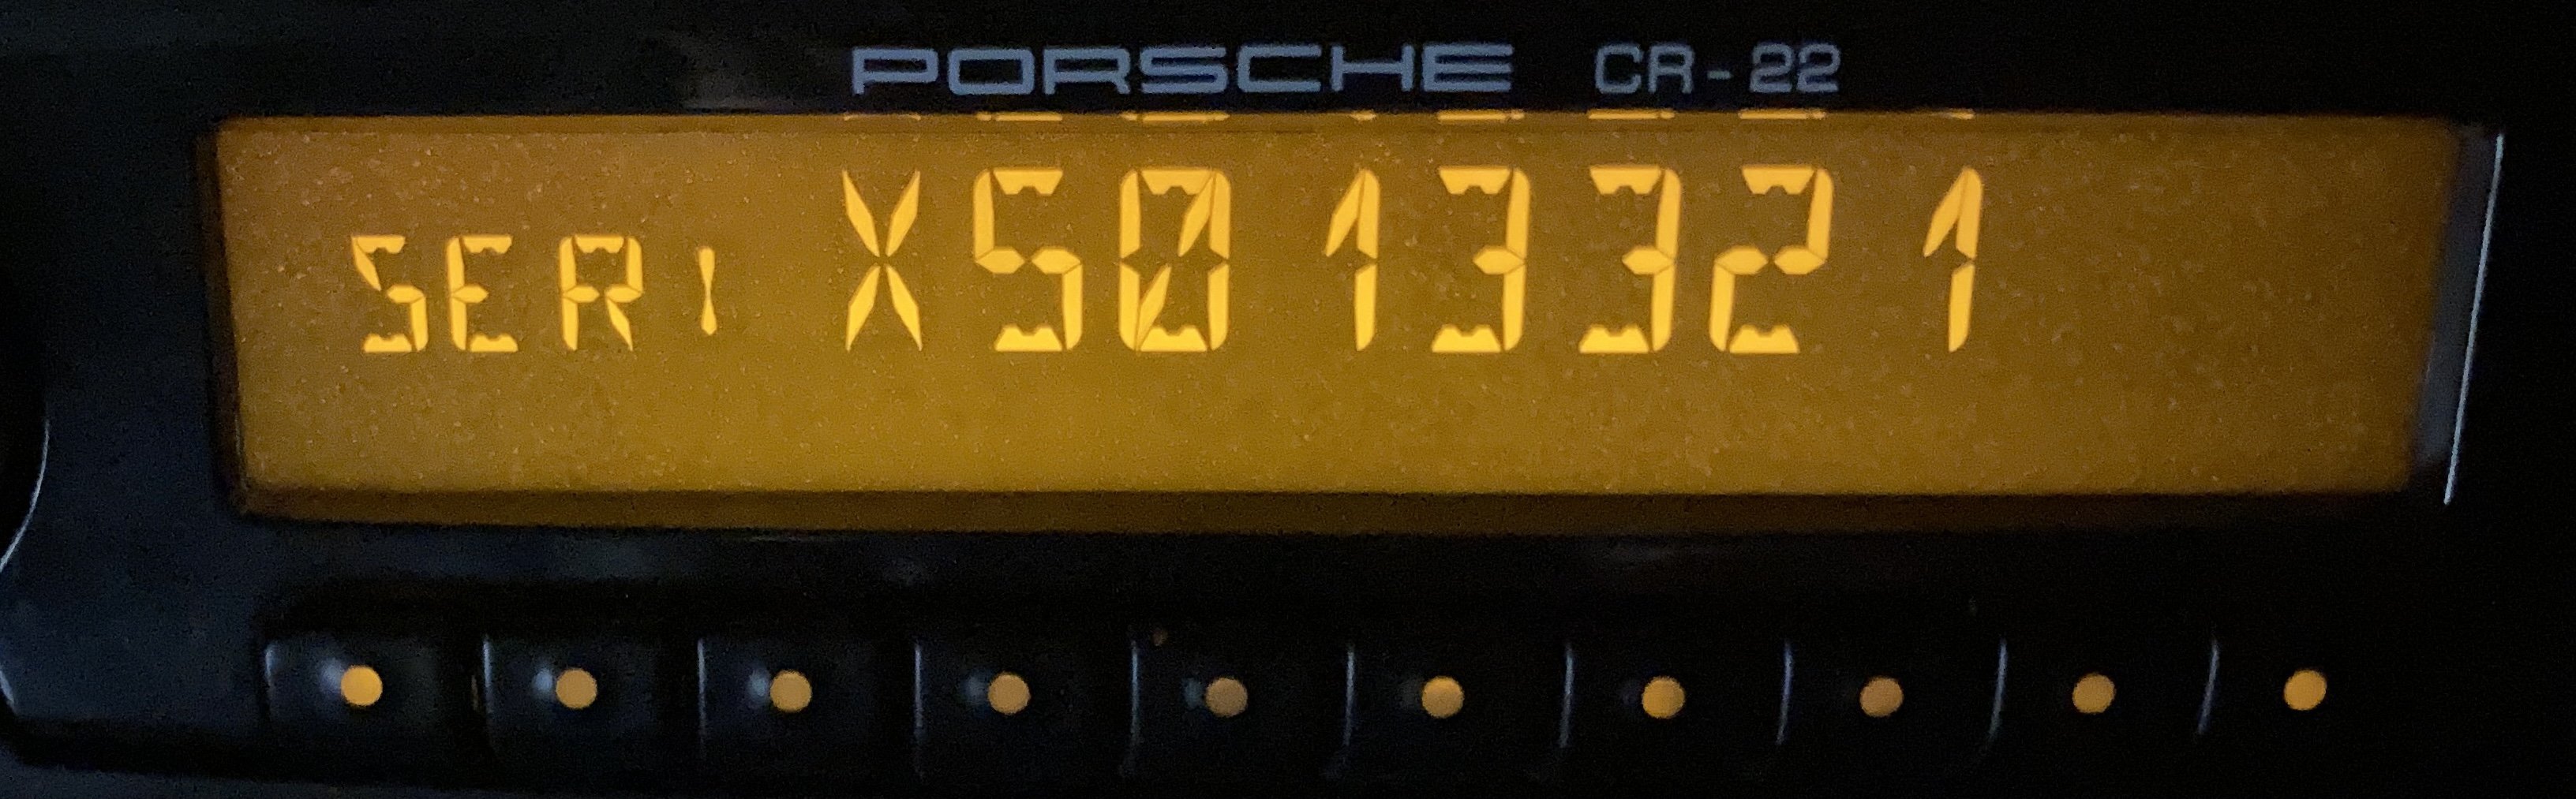 PORSCHE CR-22
SER: X5013321